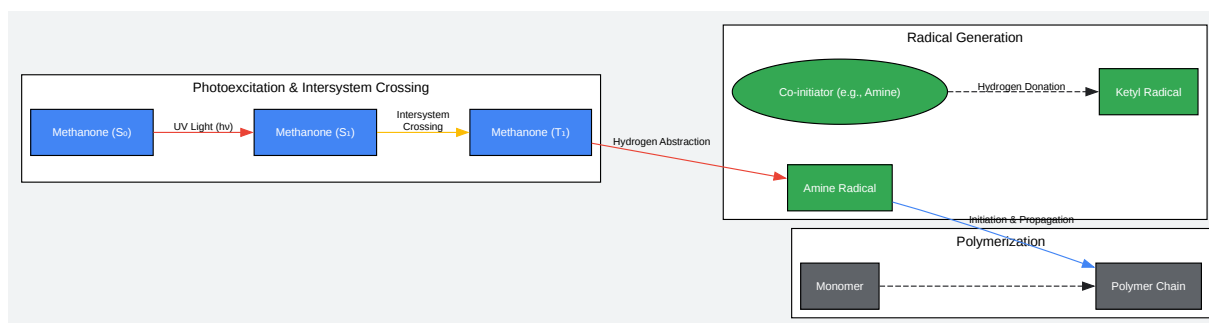 Photoexcitation & Intersystem Crossing
Methanone (S₀)
UV Light (hν)
Methanone (S₁)
Intersystem
Crossing
Methanone (T₁)
Hydrogen Abstraction
Radical Generation
Co-initiator (e.g., Amine)
Hydrogen Donation
Ketyl Radical
Amine Radical
Initiation & Propagation
Polymerization
Monomer
Polymer Chain